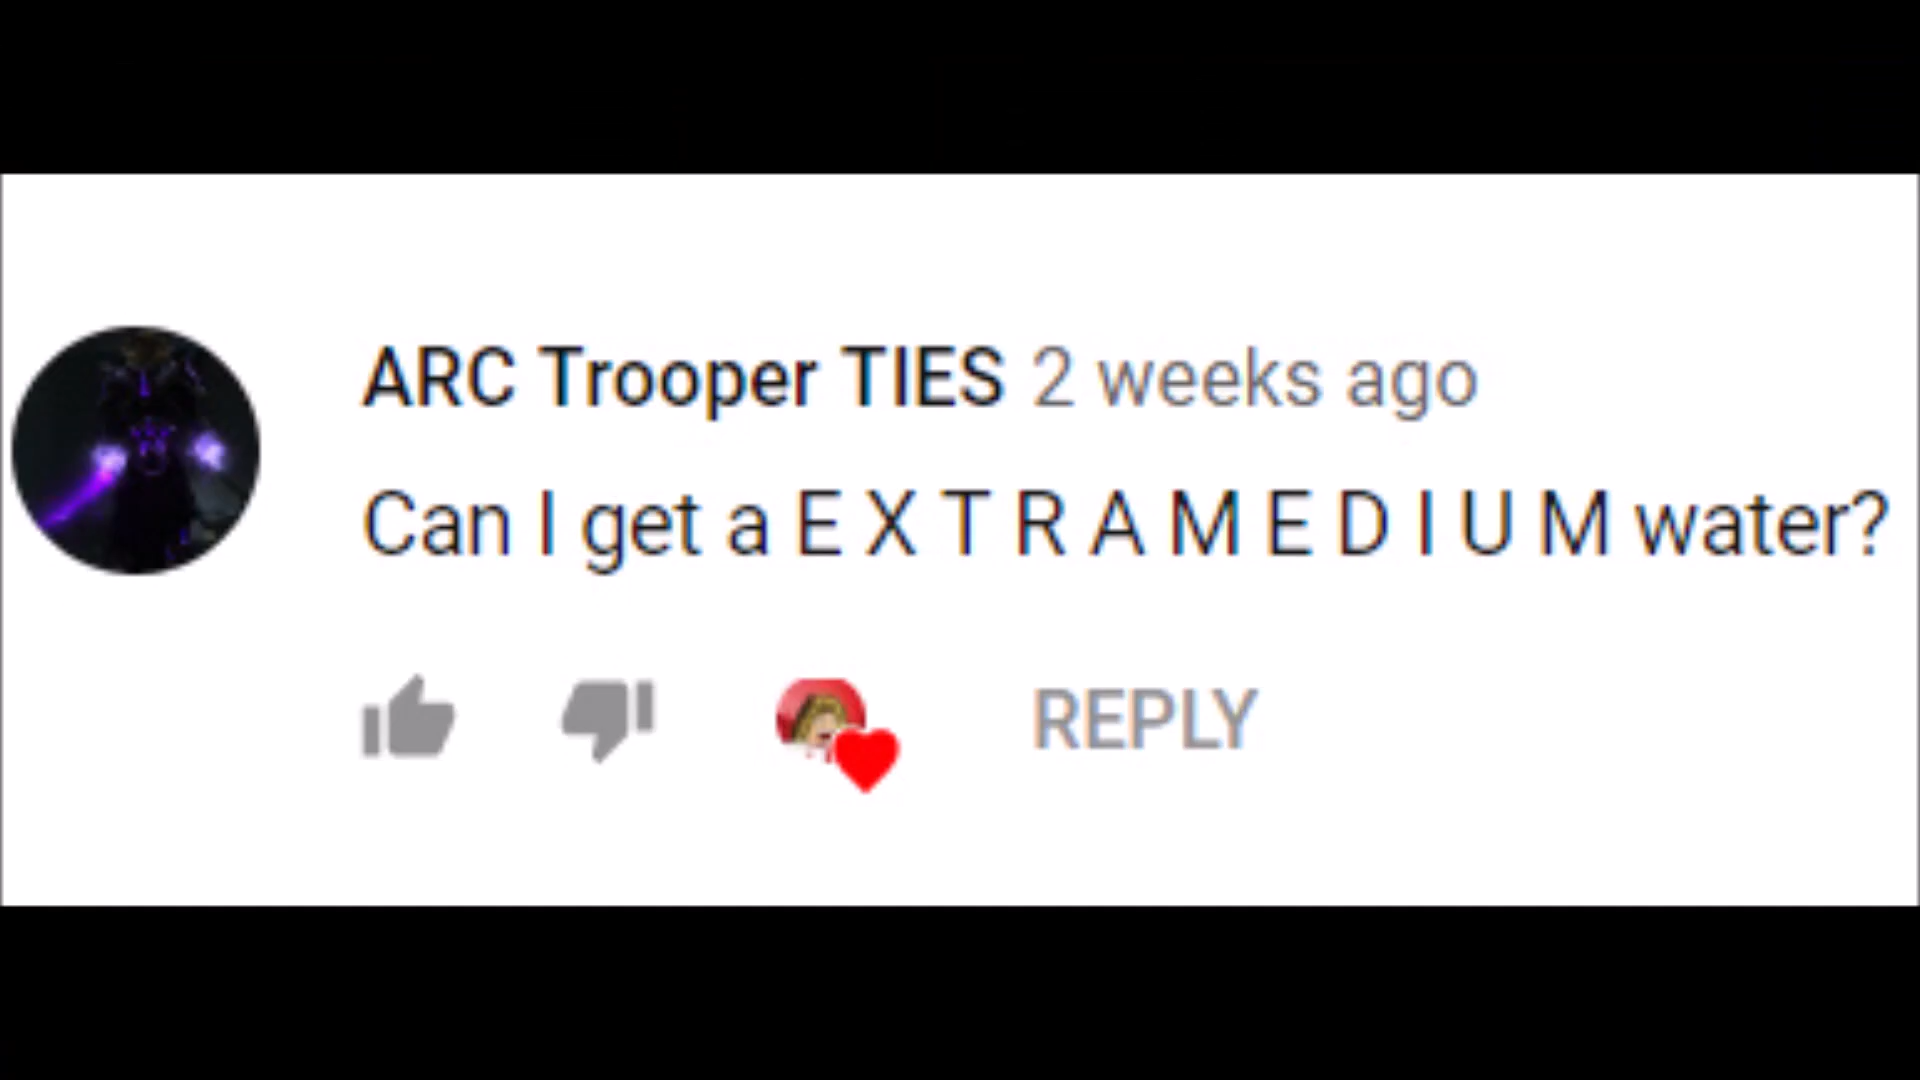 ARC Trooper TIES 2 weeks ago
Can I get a E X T R A M E D I U M water?
REPLY